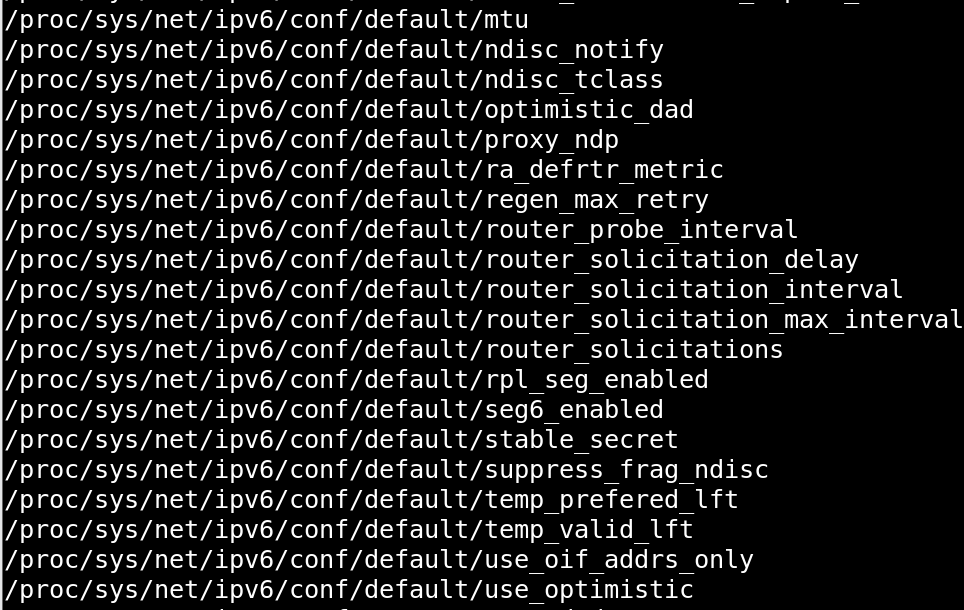 /proc/sys/net/ipv6/conf/default/mtu
/proc/sys/net/ipv6/conf/default/ndisc_notify
/proc/sys/net/ipv6/conf/default/ndisc_tclass
/proc/sys/net/ipv6/conf/default/optimistic_dad
/proc/sys/net/ipv6/conf/default/proxy_ndp
/proc/sys/net/ipv6/conf/default/ra_defrtr_metric
/proc/sys/net/ipv6/conf/default/regen_max_retry
/proc/sys/net/ipv6/conf/default/router_probe_interval
/proc/sys/net/ipv6/conf/default/router_solicitation_delay
/proc/sys/net/ipv6/conf/default/router_solicitation_interval
/proc/sys/net/ipv6/conf/default/router_solicitation_max_interval
/proc/sys/net/ipv6/conf/default/router_solicitations
/proc/sys/net/ipv6/conf/default/rpl_seg_enabled
/proc/sys/net/ipv6/conf/default/seg6_enabled
/proc/sys/net/ipv6/conf/default/stable_secret
/proc/sys/net/ipv6/conf/default/suppress_frag_ndisc
/proc/sys/net/ipv6/conf/default/temp_prefered_lft
/proc/sys/net/ipv6/conf/default/temp_valid_lft
/proc/sys/net/ipv6/conf/default/use_oif_addrs_only
/proc/sys/net/ipv6/conf/default/use_optimistic